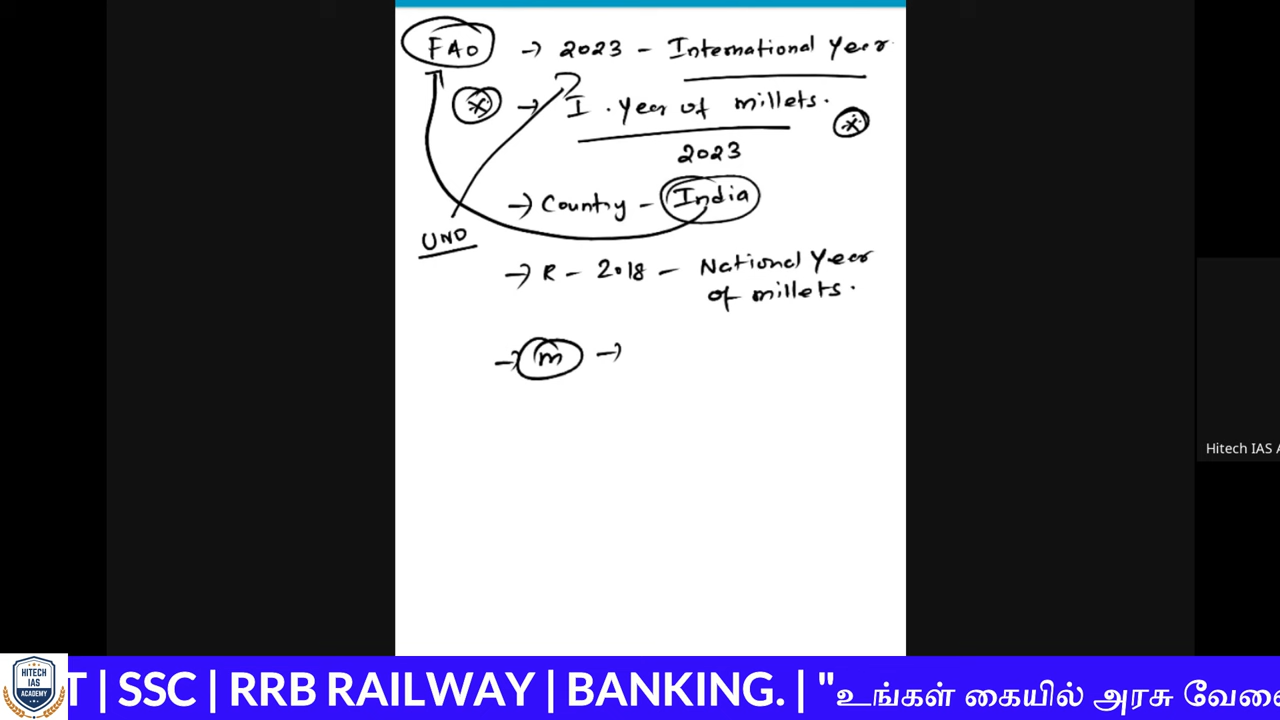 FAO → 2023 - International Year
→ I. Year of millets.
2023
→ Country - India
UNO
→ R - 2018 - National Year
of millets.
→ m →
Hitech IAS A
HITECH
IAS
ACADEMY
T | SSC | RRB RAILWAY | BANKING. | "உங்கள் கையில் அரசு வேலை